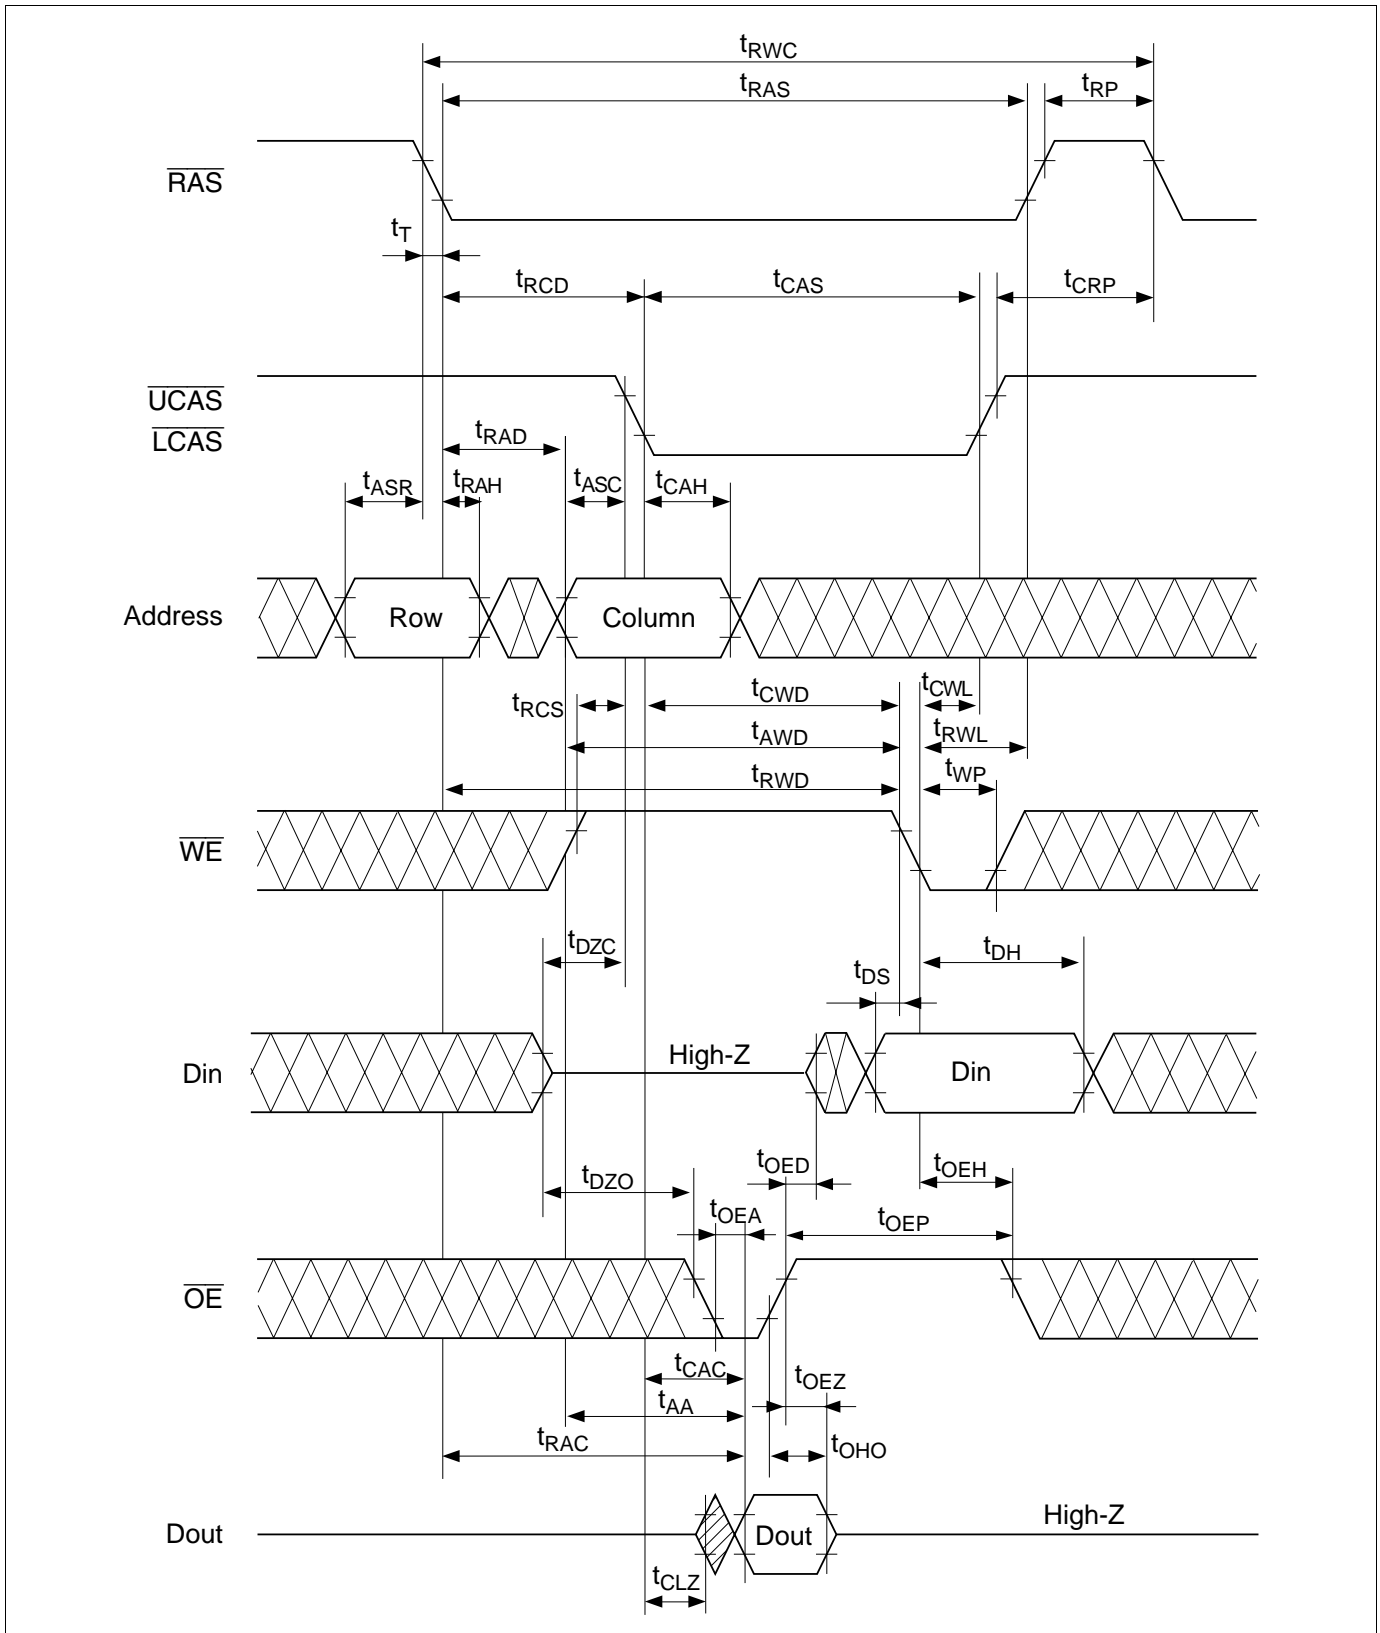 tRWC
tRAS
tRP
RAS
tT
tRCD
tCAS
tCRP
UCAS
LCAS
tRAD
tASR
tRAH
tASC
tCAH
Address
Row
Column
tRCS
tCWD
tCWL
tAWD
tRWL
tRWD
tWP
WE
tDZC
tDS
tDH
Din
High-Z
Din
tDZO
tOED
tOEH
tOEA
tOEP
OE
tCAC
tOEZ
tAA
tRAC
tOHO
Dout
Dout
High-Z
tCLZ